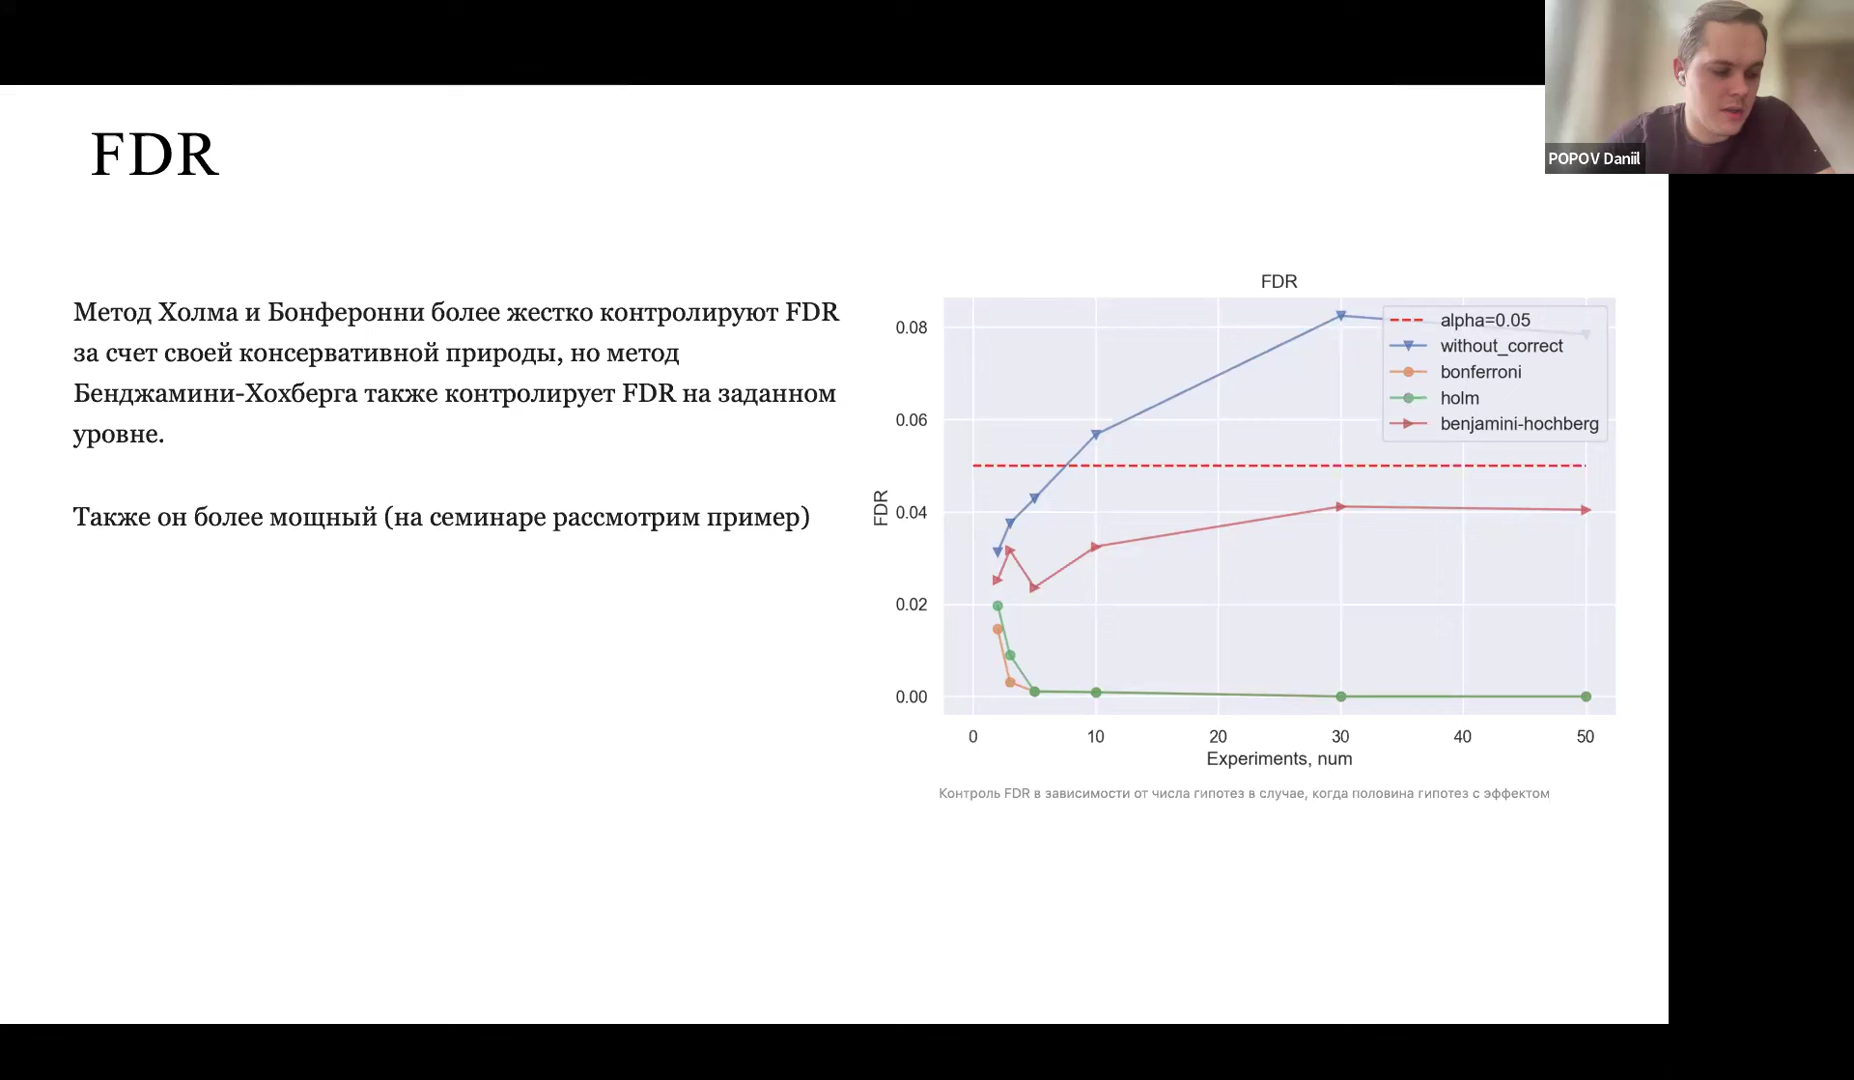 POPOV Daniil
FDR
Метод Холма и Бонферонни более жестко контролируют FDR
за счет своей консервативной природы, но метод
Бенджамини-Хохберга также контролирует FDR на заданном
уровне.
Также он более мощный (на семинаре рассмотрим пример)
FDR
alpha=0.05
without_correct
bonferroni
holm
benjamini-hochberg
FDR
0.08
0.06
0.04
0.02
0.00
0 10 20 30 40 50
Experiments, num
Контроль FDR в зависимости от числа гипотез в случае, когда половина гипотез с эффектом